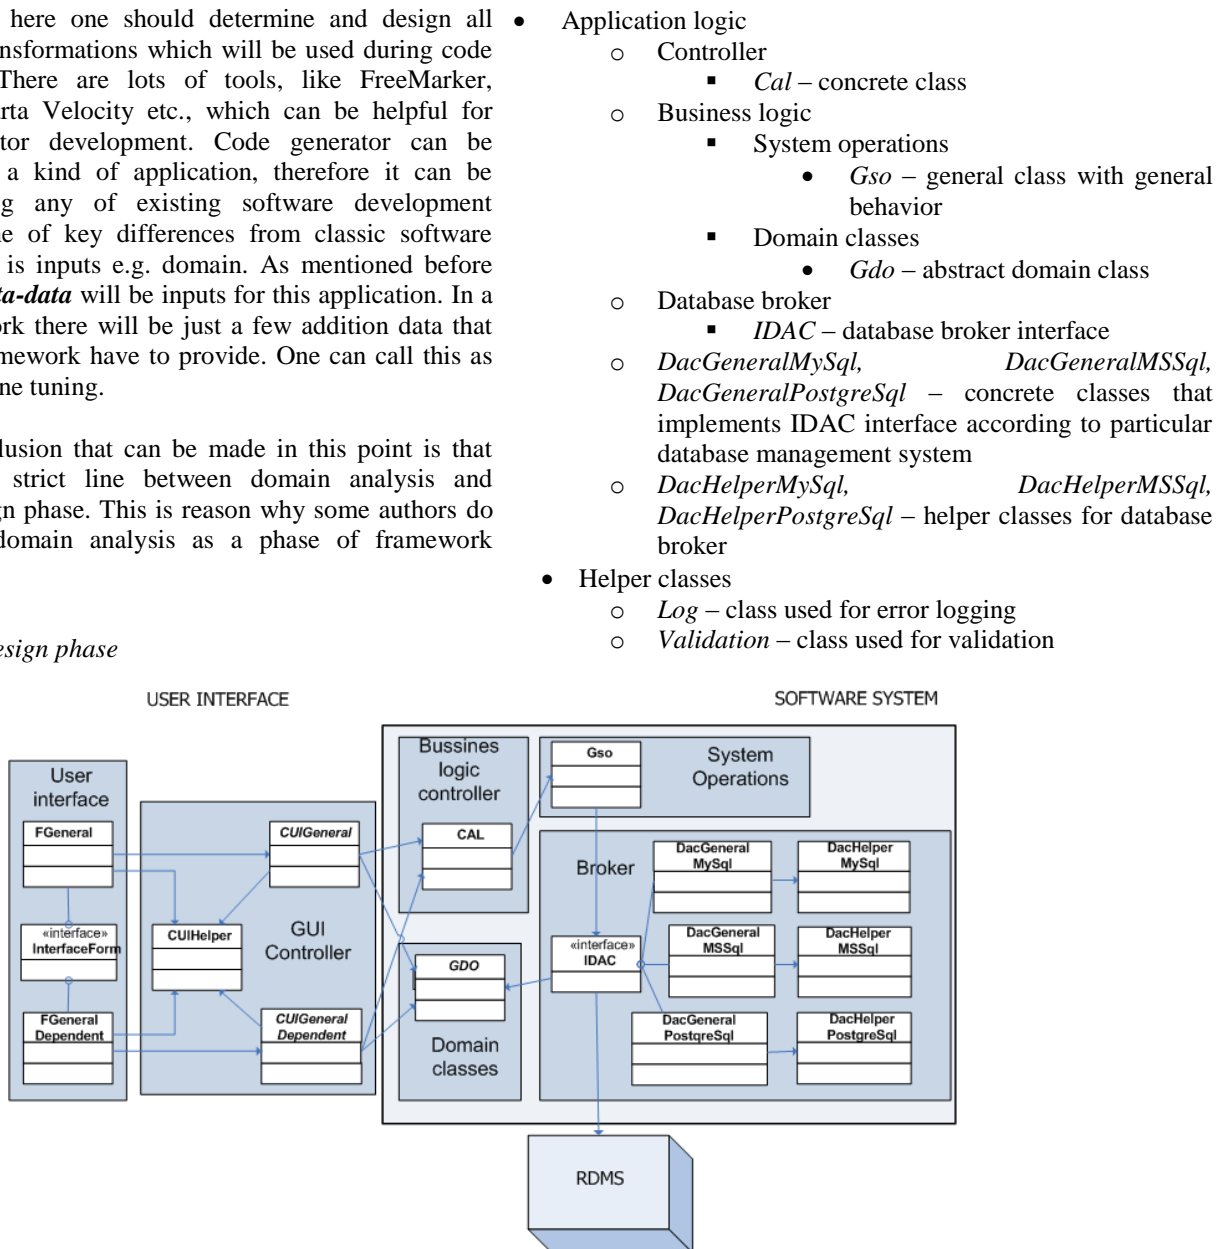 here one should determine and design all
nsformations which will be used during code
There are lots of tools, like FreeMarker,
arta Velocity etc., which can be helpful for
tor development. Code generator can be
a kind of application, therefore it can be
g any of existing software development
ne of key differences from classic software
is inputs e.g. domain. As mentioned before
ta-data will be inputs for this application. In a
ork there will be just a few addition data that
amework have to provide. One can call this as
ne tuning.
lusion that can be made in this point is that
strict line between domain analysis and
gn phase. This is reason why some authors do
domain analysis as a phase of framework
esign phase
• Application logic
o Controller
▪ Cal – concrete class
o Business logic
▪ System operations
• Gso – general class with general
behavior
▪ Domain classes
• Gdo – abstract domain class
o Database broker
▪ IDAC – database broker interface
o DacGeneralMySql, DacGeneralMSSql,
DacGeneralPostgreSql – concrete classes that
implements IDAC interface according to particular
database management system
o DacHelperMySql, DacHelperMSSql,
DacHelperPostgreSql – helper classes for database
broker
• Helper classes
o Log – class used for error logging
o Validation – class used for validation
USER INTERFACE
SOFTWARE SYSTEM
User
interface
FGeneral
«interface»
InterfaceForm
FGeneral
Dependent
CUIGeneral
CUIHelper
GUI
Controller
CUIGeneral
Dependent
Bussines
logic
controller
CAL
GDO
Domain
classes
Gso
System
Operations
Broker
«interface»
IDAC
DacGeneral
MySql
DacHelper
MySql
DacGeneral
MSSql
DacHelper
MSSql
DacGeneral
PostgreSql
DacHelper
PostgreSql
RDMS